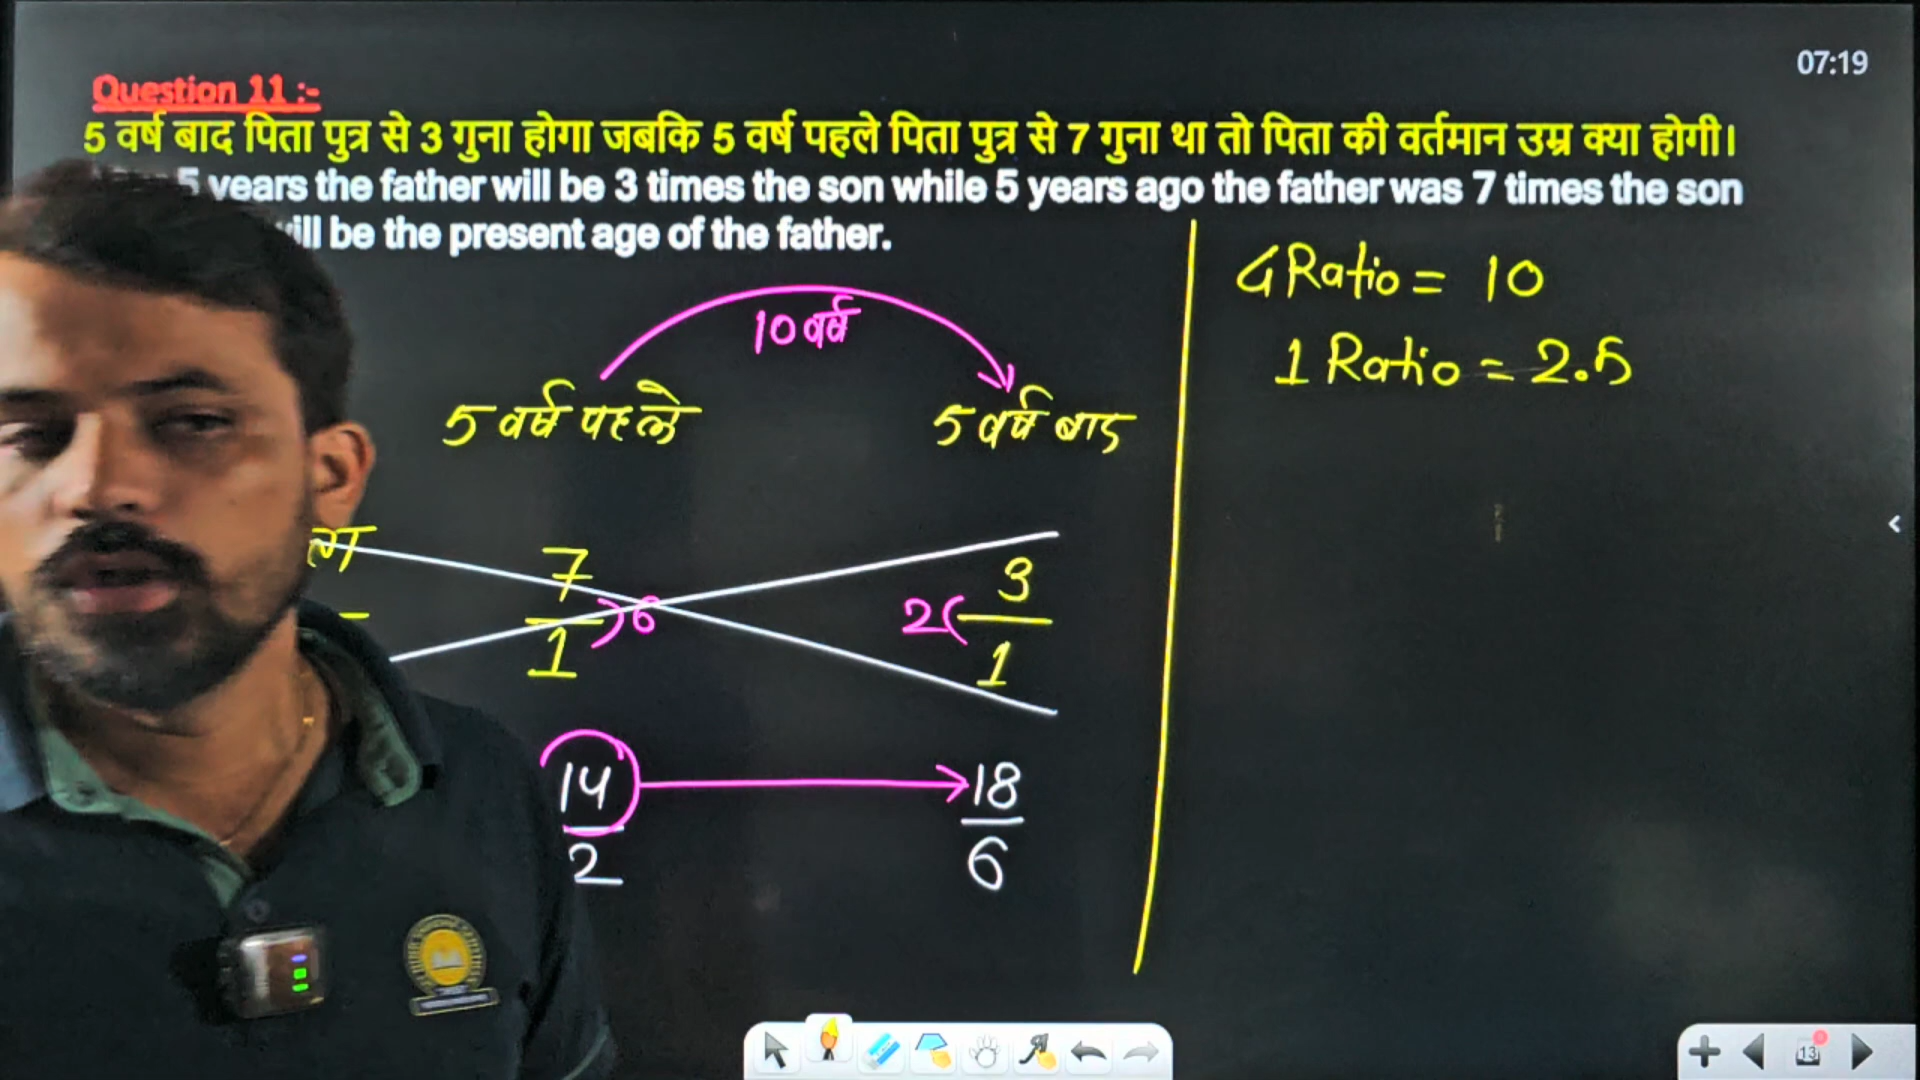 07:19
Question 11 :-
5 वर्ष बाद पिता पुत्र से 3 गुना होगा जबकि 5 वर्ष पहले पिता पुत्र से 7 गुना था तो पिता की वर्तमान उम्र क्या होगी।
5 years the father will be 3 times the son while 5 years ago the father was 7 times the son
will be the present age of the father.
10 वर्ष
5 वर्ष पहले
5 वर्ष बाद
7
1
)6
2(
3
1
14
2
18
6
4 Ratio = 10
1 Ratio = 2.5
13